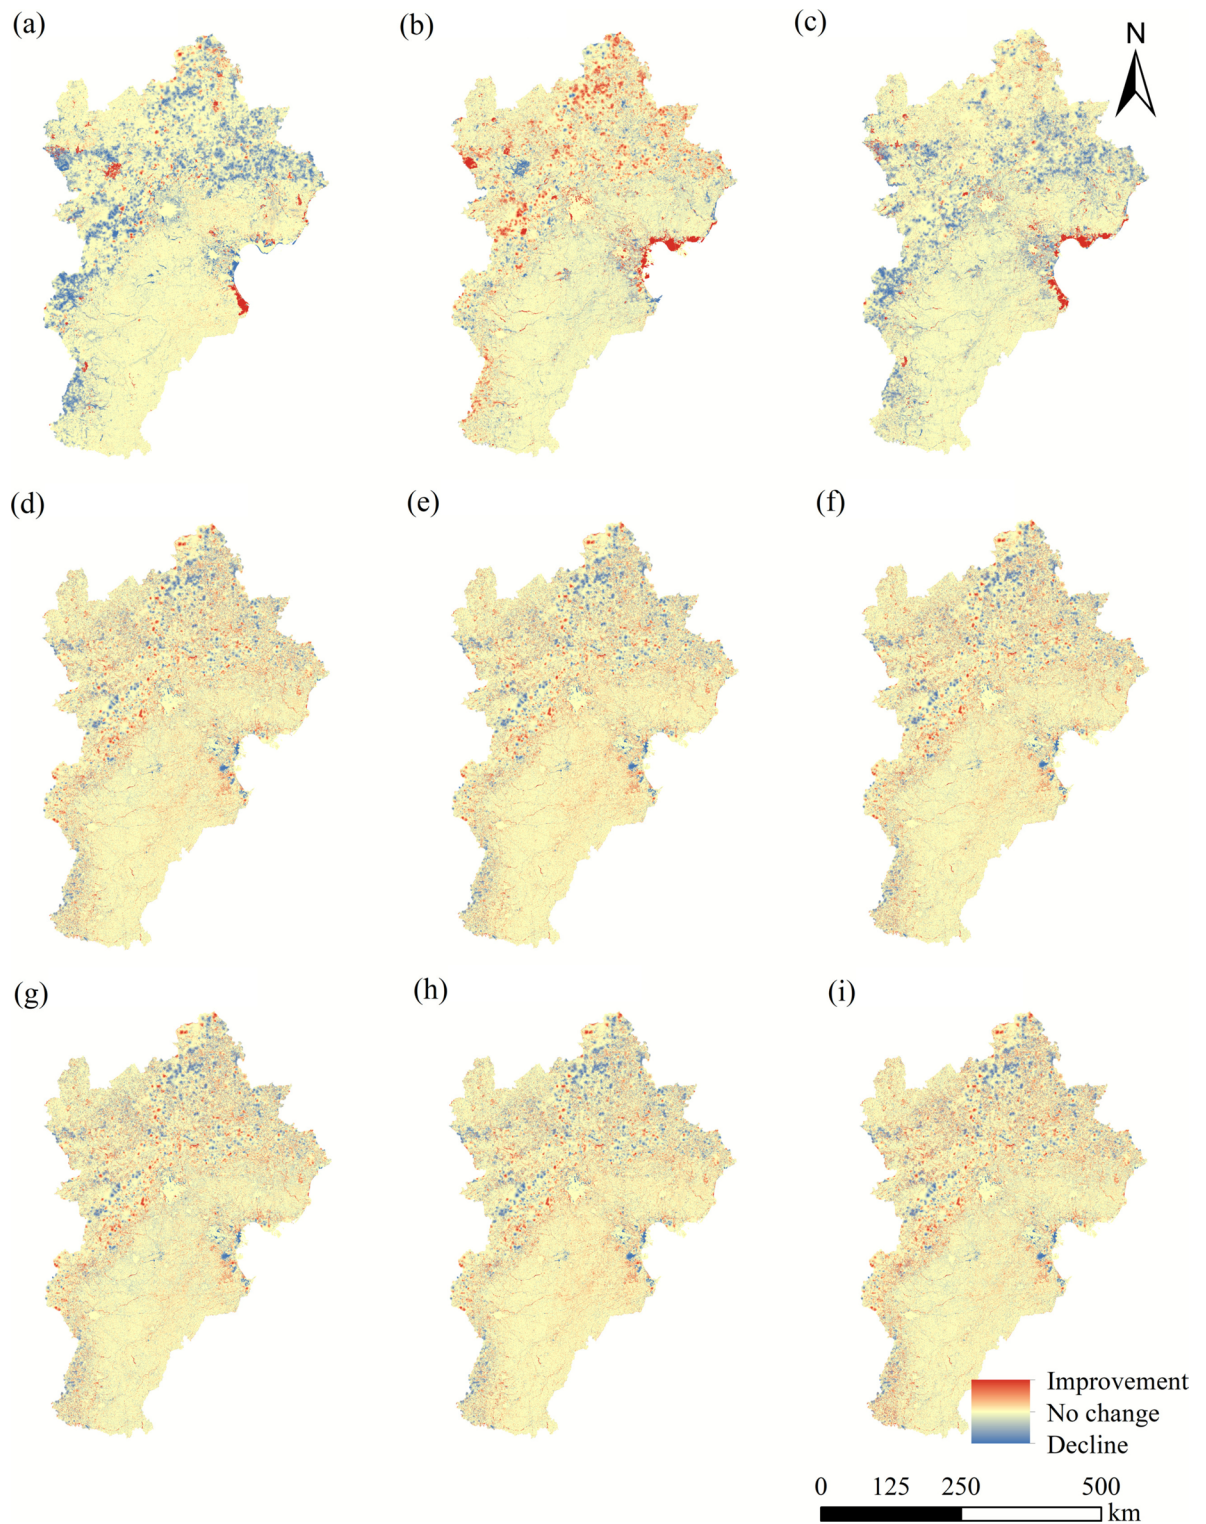 (a)
(b)
(c)
N
(d)
(e)
(f)
(g)
(h)
(i)
Improvement
No change
Decline
0 125 250 500
km